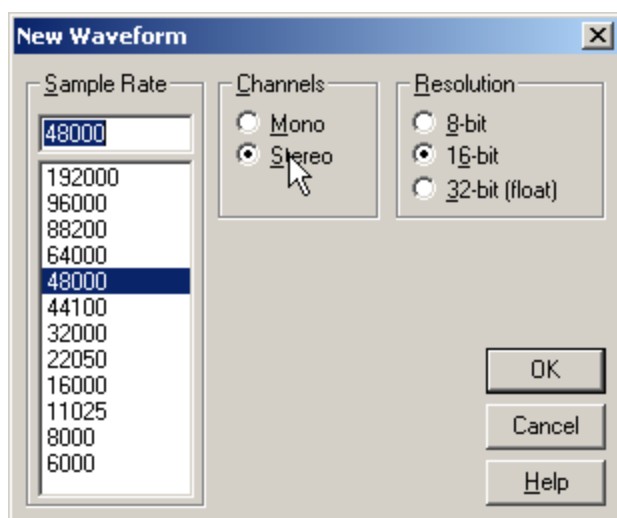 New Waveform
Sample Rate
48000
192000
96000
88200
64000
48000
44100
32000
22050
16000
11025
8000
6000
Channels
Mono
Stereo
Resolution
8-bit
16-bit
32-bit (float)
OK
Cancel
Help